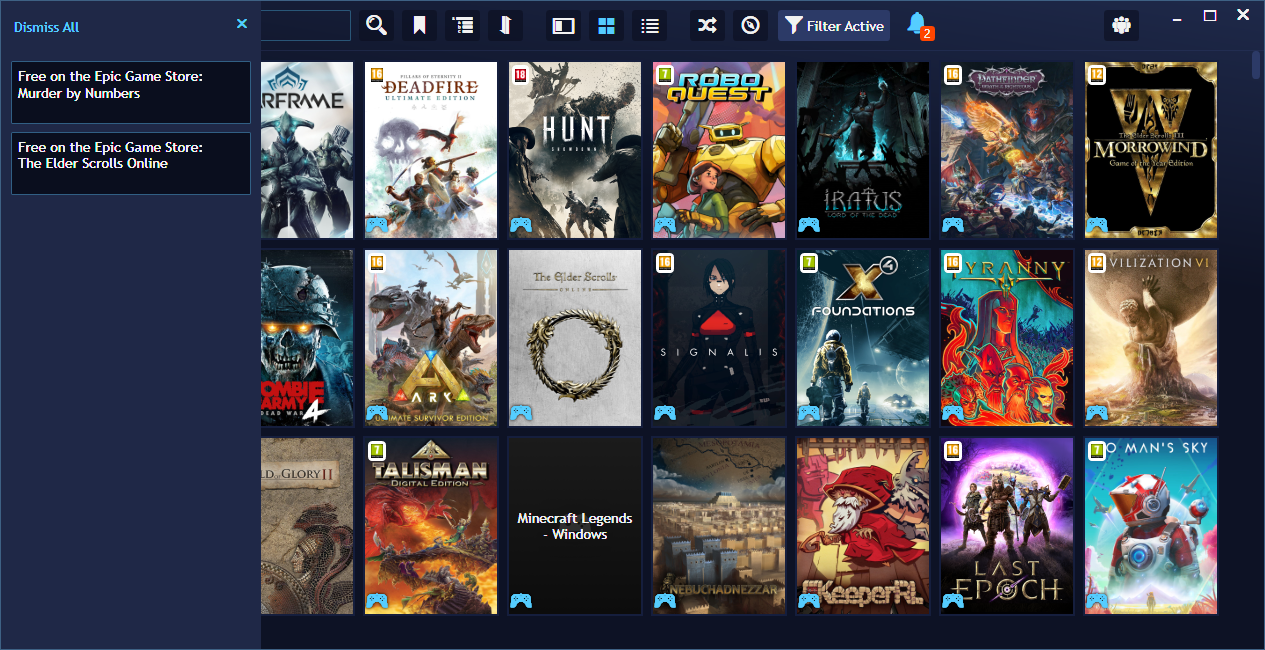 Dismiss All
Filter Active
2
Free on the Epic Game Store:
Murder by Numbers
Free on the Epic Game Store:
The Elder Scrolls Online
RFRAME
16
PILLARS OF ETERNITY II
DEADFIRE
ULTIMATE EDITION
18
HUNT
SHOWDOWN
7
ROBO
QUEST
IRATUS
LORD OF THE DEAD
16
PATHFINDER
12
The Elder Scrolls III
MORROWIND
Game of the Year Edition
OMBIE
ARMY 4
DEAD WAR
16
ARK
ULTIMATE SURVIVOR EDITION
The Elder Scrolls
ONLINE
16
SIGNALIS
7
X4
FOUNDATIONS
16
TYRANNY
12
VILIZATION VI
LD OF GLORY II
7
TALISMAN
DIGITAL EDITION
Minecraft Legends
- Windows
MESOPOTAMIA
NEBUCHADNEZZAR
KeeperRL
16
LAST
EPOCH
7
O MAN'S SKY